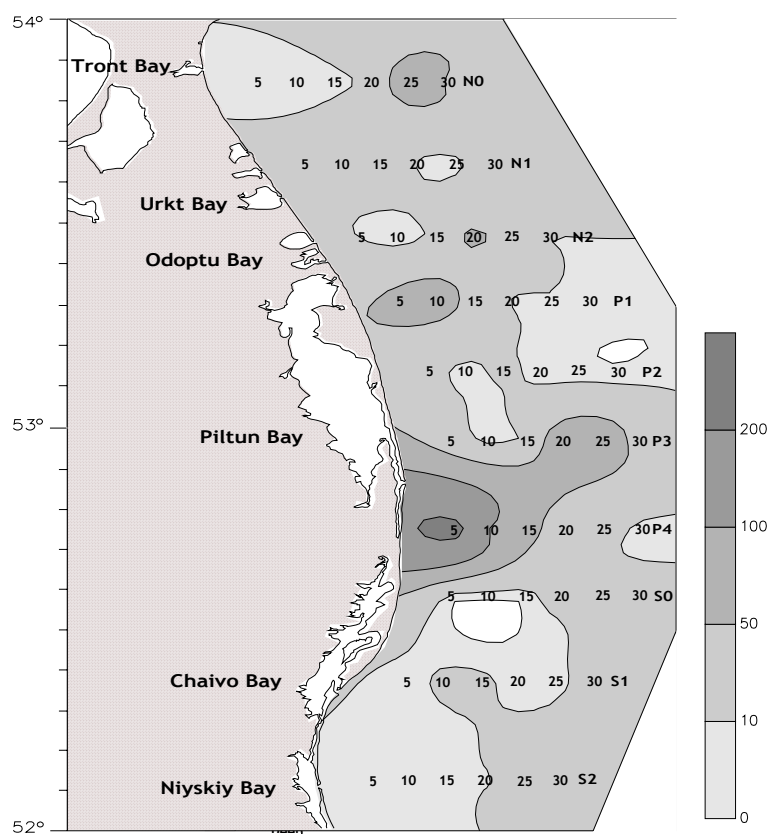 54°
Tront Bay 5 10 15 20 25 30 N0
5 10 15 20 25 30 N1
Urkt Bay
5 10 15 20 25 30 N2
Odoptu Bay
5 10 15 20 25 30 P1
5 10 15 20 25 30 P2
53°
Piltun Bay
5 10 15 20 25 30 P3
5 10 15 20 25 30 P4
5 10 15 20 25 30 S0
Chaivo Bay 5 10 15 20 25 30 S1
Niyskiy Bay 5 10 15 20 25 30 S2
52°
200
100
50
10
0